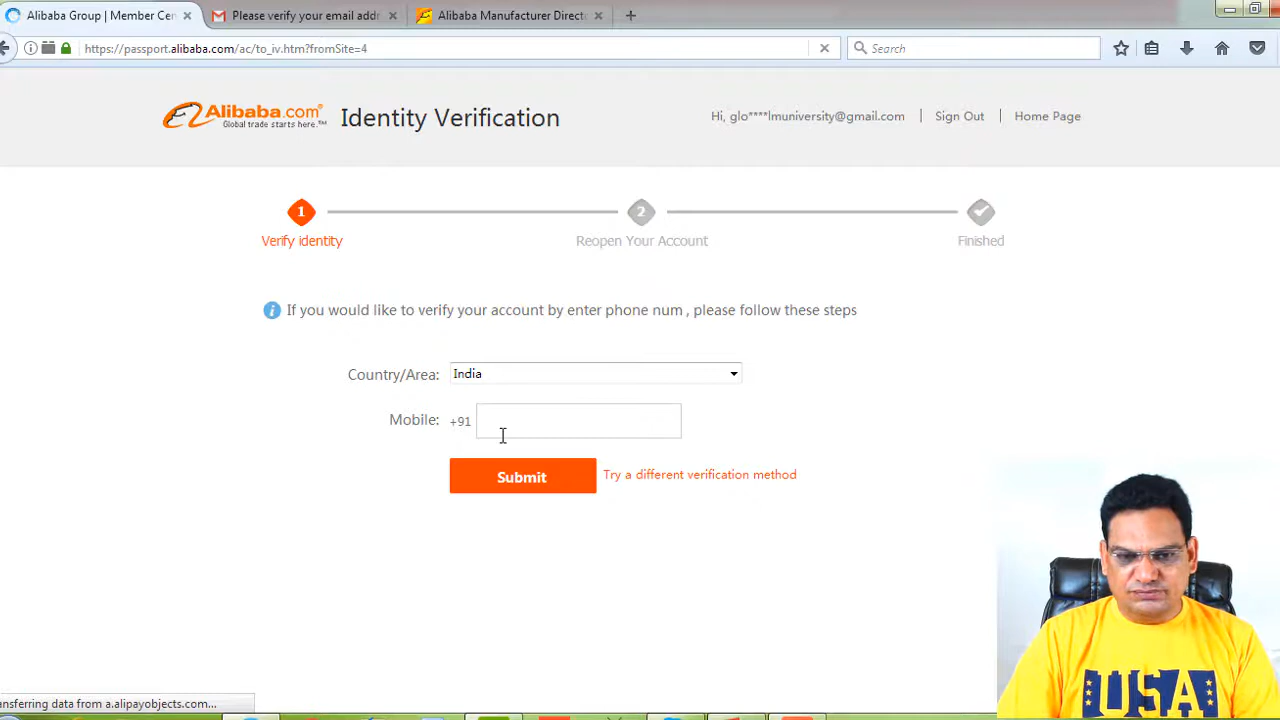 Alibaba Group | Member Cen
Please verify your email addr
Alibaba Manufacturer Direct
https://passport.alibaba.com/ac/to_iv.htm?fromSite=4
Search
Alibaba.com
Global trade starts here.™
Identity Verification
Hi, glo****lmuniversity@gmail.com
Sign Out
Home Page
1
2
Verify identity
Reopen Your Account
Finished
If you would like to verify your account by enter phone num , please follow these steps
Country/Area:
India
Mobile:
+91
Submit
Try a different verification method
USA
nsferring data from a.alipayobjects.com...